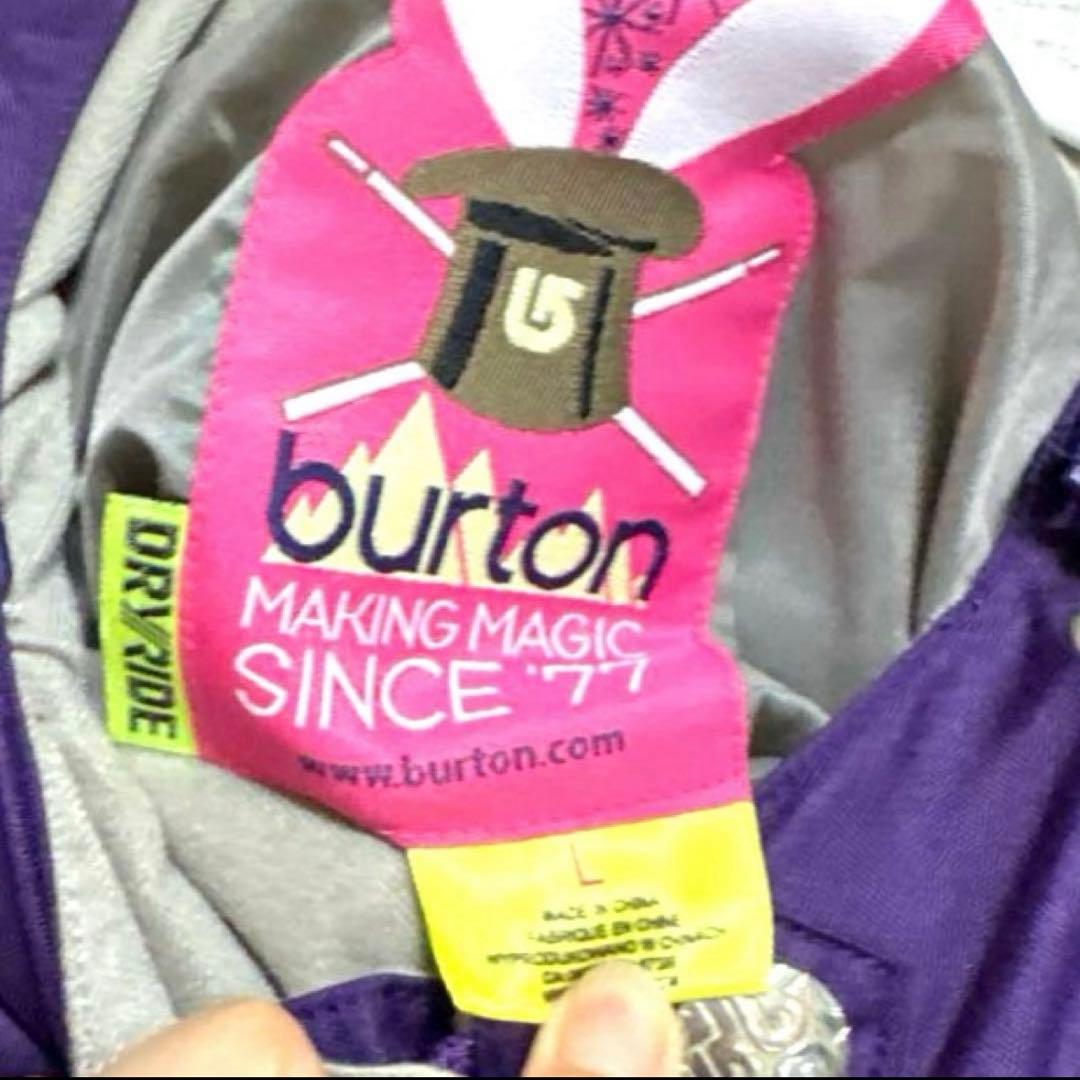 burton
MAKING MAGIC
SINCE '77
www.burton.com
DRYRIDE
L
MADE IN CHINA
FABRIQUE EN CHINE